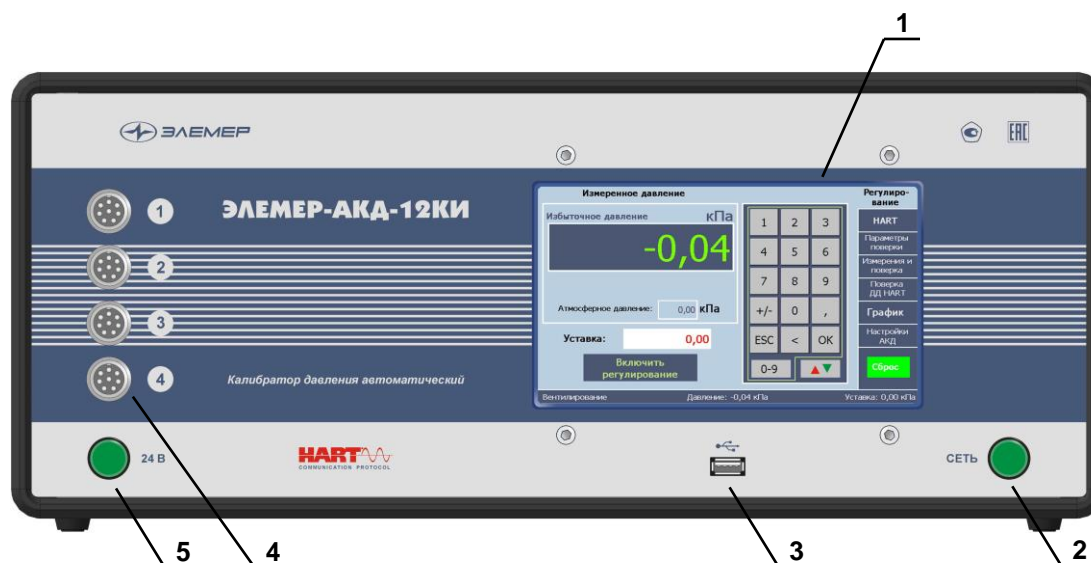 1
ЭЛЕМЕР
EAC
1
ЭЛЕМЕР-АКД-12КИ
2
3
4
Калибратор давления автоматический
Измеренное давление
Избыточное давление кПа
-0,04
Атмосферное давление: 0,00 кПа
Уставка: 0,00
Включить
регулирование
1 2 3
4 5 6
7 8 9
+/- 0 ,
ESC < OK
0-9
Регулиро-
вание
HART
Параметры
поверки
Измерения и
поверка
Поверка
ДД HART
График
Настройки
АКД
Сброс
Вентилирование Давление: -0,04 кПа Уставка: 0,00 кПа
24 В
HART
COMMUNICATION PROTOCOL
СЕТЬ
5 4 3 2